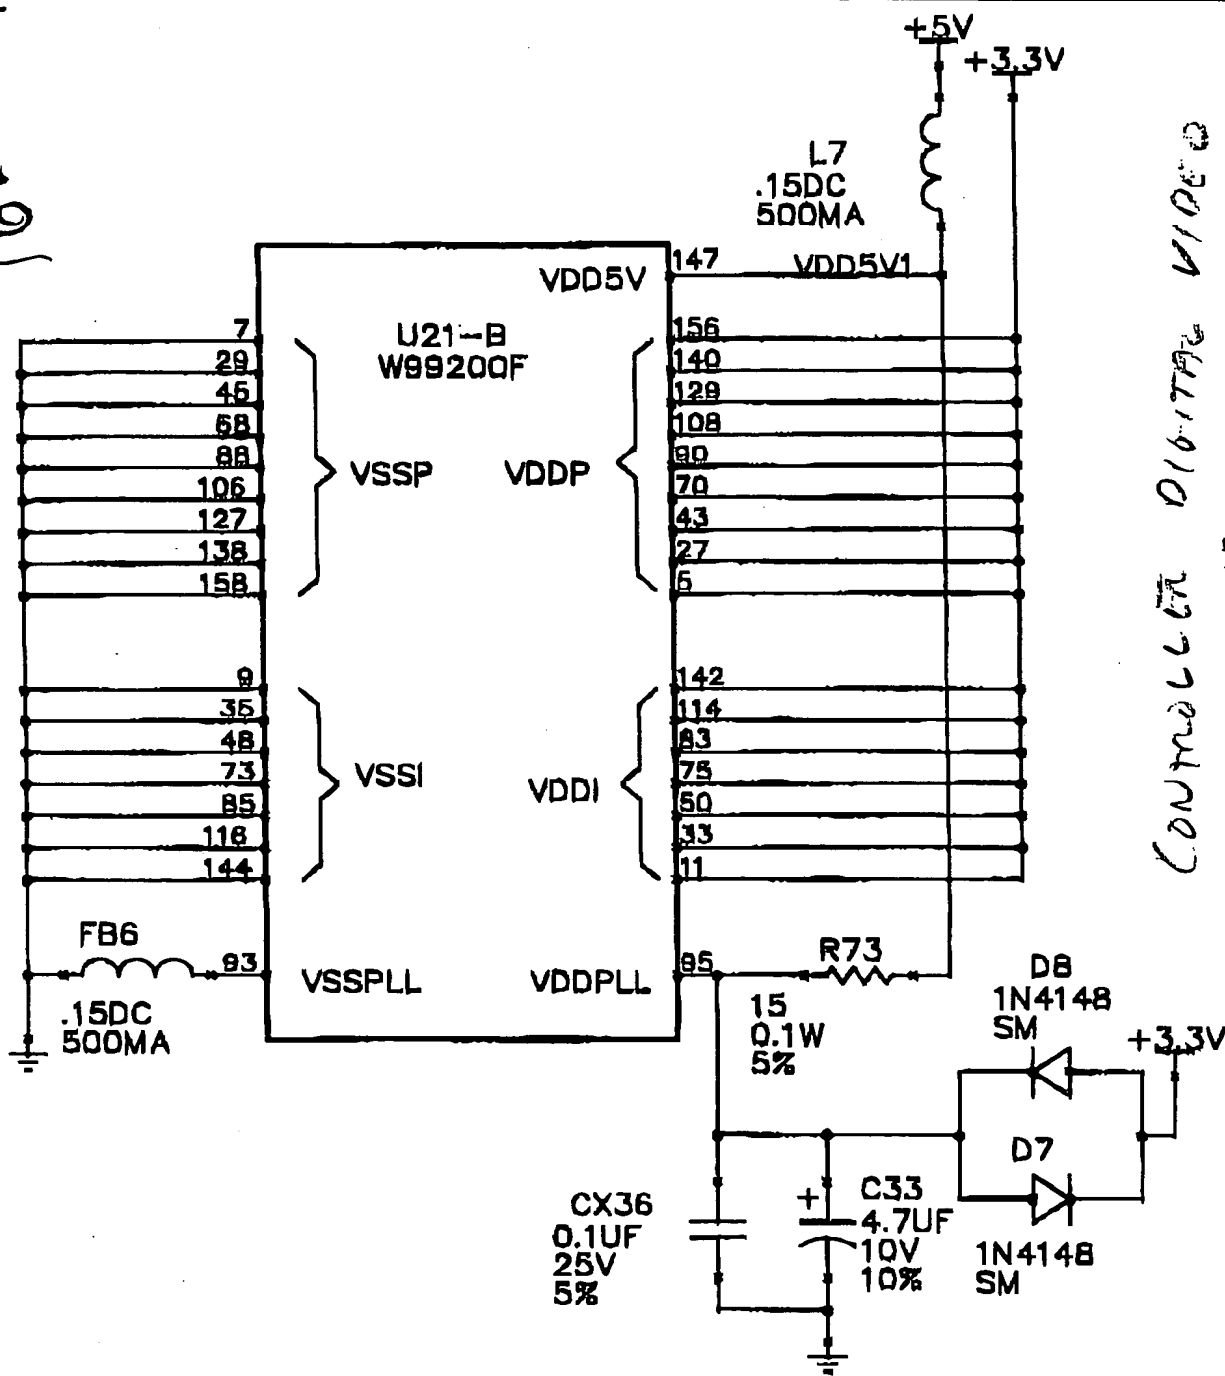 +5V
+3.3V
L7
.15DC
500MA
VDD5V
147
VDD5V1
U21-B
W99200F
7
29
45
68
88
106
127
138
158
VSSP
VDDP
156
140
129
108
90
70
43
27
5
9
35
48
73
85
116
144
VSSI
VDDI
142
114
83
75
50
33
11
FB6
.15DC
500MA
93
VSSPLL
VDDPLL
95
R73
15
0.1W
5%
D8
1N4148
SM
+3.3V
D7
1N4148
SM
CX36
0.1UF
25V
5%
+
C33
4.7UF
10V
10%
CONTROLLER DIGITAL VIDEO